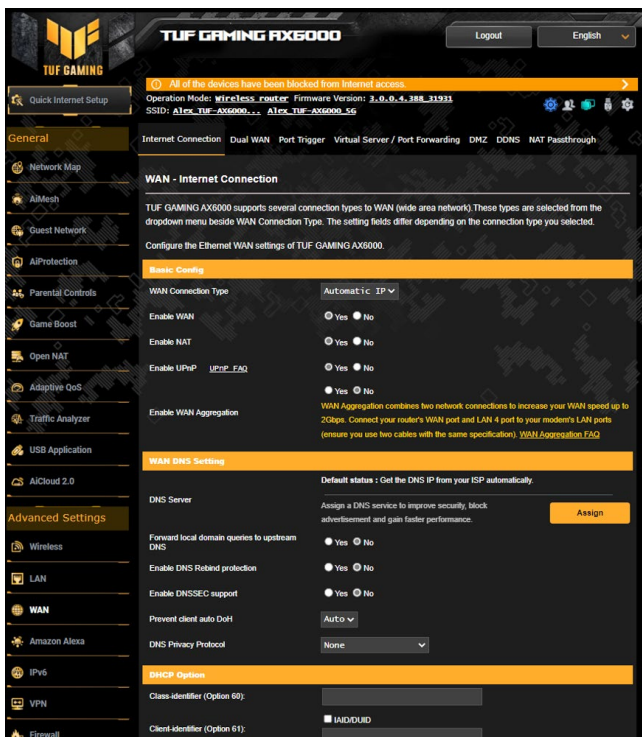 TUF GAMING AX6000
Logout
English
TUF GAMING
Quick Internet Setup
General
Network Map
AiMesh
Guest Network
AiProtection
Parental Controls
Game Boost
Open NAT
Adaptive QoS
Traffic Analyzer
USB Application
AiCloud 2.0
Advanced Settings
Wireless
LAN
WAN
Amazon Alexa
IPv6
VPN
Firewall
All of the devices have been blocked from Internet access.
Operation Mode: Wireless router Firmware Version: 3.0.0.4.388_31931
SSID: Alex_TUF-AX6000... Alex_TUF-AX6000_5G
Internet Connection Dual WAN Port Trigger Virtual Server / Port Forwarding DMZ DDNS NAT Passthrough
WAN - Internet Connection
TUF GAMING AX6000 supports several connection types to WAN (wide area network).These types are selected from the
dropdown menu beside WAN Connection Type. The setting fields differ depending on the connection type you selected.
Configure the Ethernet WAN settings of TUF GAMING AX6000.
Basic Config
WAN Connection Type Automatic IP
Enable WAN Yes No
Enable NAT Yes No
Enable UPnP UPnP FAQ Yes No
Yes No
Enable WAN Aggregation
WAN Aggregation combines two network connections to increase your WAN speed up to
2Gbps. Connect your router's WAN port and LAN 4 port to your modem's LAN ports
(ensure you use two cables with the same specification). WAN Aggregation FAQ
WAN DNS Setting
Default status : Get the DNS IP from your ISP automatically.
DNS Server
Assign a DNS service to improve security, block
advertisement and gain faster performance.
Assign
Forward local domain queries to upstream
DNS
Yes No
Enable DNS Rebind protection Yes No
Enable DNSSEC support Yes No
Prevent client auto DoH Auto
DNS Privacy Protocol None
DHCP Option
Class-identifier (Option 60):
IAID/DUID
Client-identifier (Option 61):